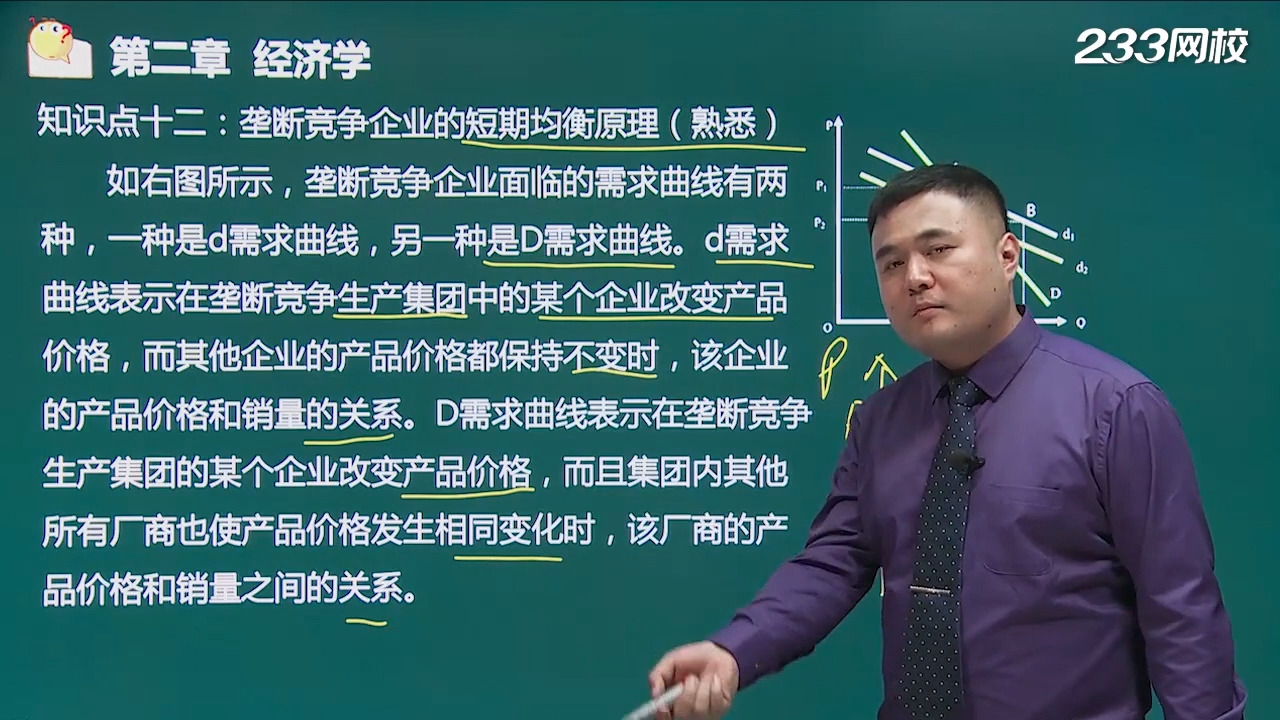 第二章 经济学
233网校
知识点十二：垄断竞争企业的短期均衡原理（熟悉）
如右图所示，垄断竞争企业面临的需求曲线有两
种，一种是d需求曲线，另一种是D需求曲线。d需求
曲线表示在垄断竞争生产集团中的某个企业改变产品
价格，而其他企业的产品价格都保持不变时，该企业
的产品价格和销量的关系。D需求曲线表示在垄断竞争
生产集团的某个企业改变产品价格，而且集团内其他
所有厂商也使产品价格发生相同变化时，该厂商的产
品价格和销量之间的关系。
P
P₁
P₂
B
d₁
d₂
D
O
Q
P